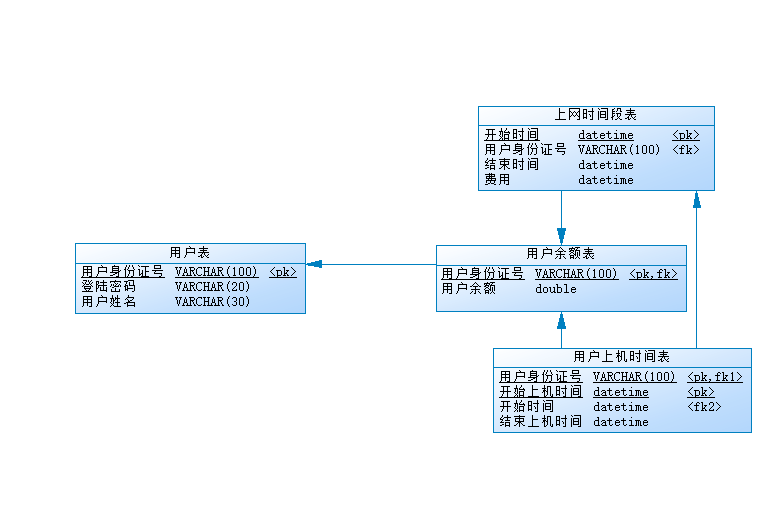 上网时间段表
开始时间 datetime <pk>
用户身份证号 VARCHAR(100) <fk>
结束时间 datetime
费用 datetime
用户表
用户身份证号 VARCHAR(100) <pk>
登陆密码 VARCHAR(20)
用户姓名 VARCHAR(30)
用户余额表
用户身份证号 VARCHAR(100) <pk,fk>
用户余额 double
用户上机时间表
用户身份证号 VARCHAR(100) <pk,fk1>
开始上机时间 datetime <pk>
开始时间 datetime <fk2>
结束上机时间 datetime